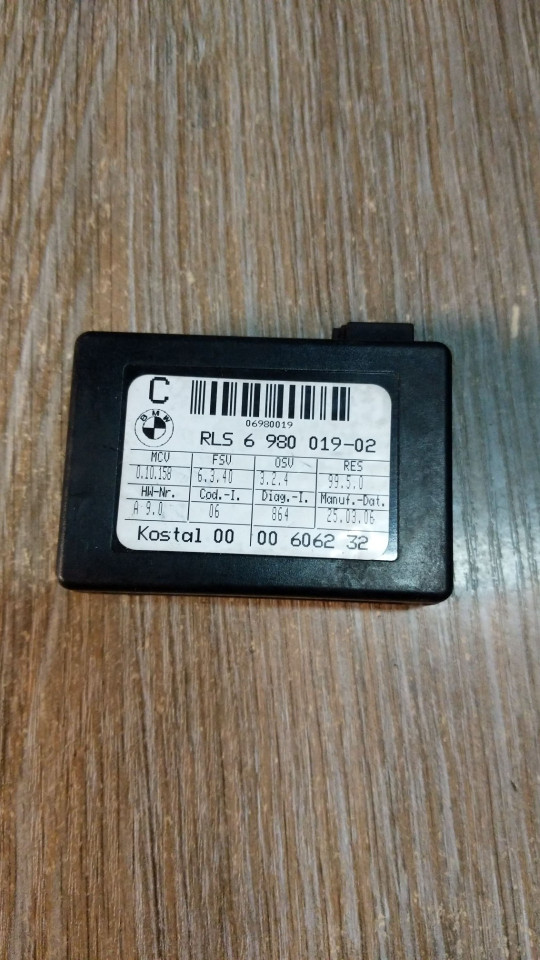 C
06980019
BMW
RLS 6 980 019-02
MCV FSV OSV RES
0.10.158 6.3.40 3.2.4 99.5.0
HW-Nr. Cod.-I. Diag.-I. Manuf.-Dat.
A 9.0 06 864 25.03.06
Kostal 00 00 606232